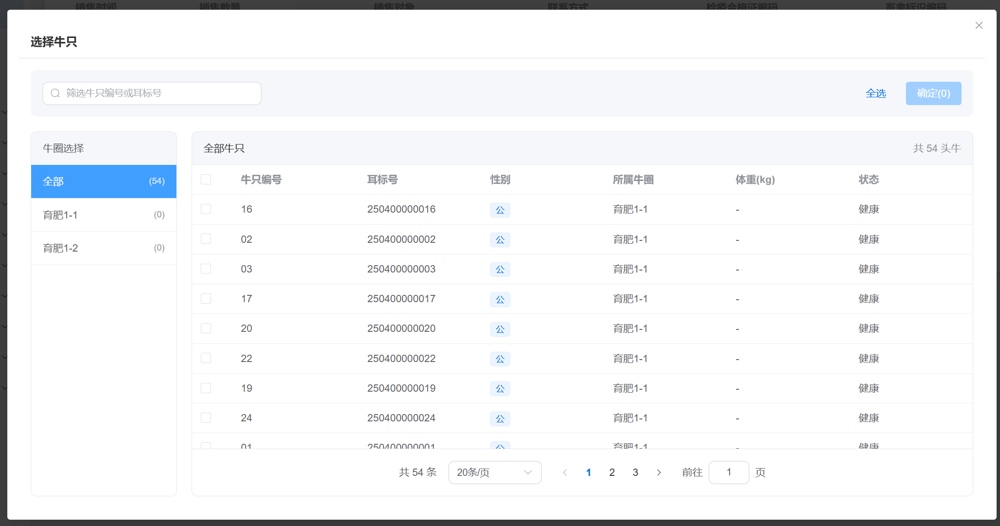 销售时间 销售数量 销售对象 联系方式 检疫合格证编码 畜禽标识编码
选择牛只
筛选牛只编号或耳标号 全选 确定(0)
牛圈选择
全部 (54)
育肥1-1 (0)
育肥1-2 (0)
全部牛只 共 54 头牛
牛只编号 耳标号 性别 所属牛圈 体重(kg) 状态
16 250400000016 公 育肥1-1 - 健康
02 250400000002 公 育肥1-1 - 健康
03 250400000003 公 育肥1-1 - 健康
17 250400000017 公 育肥1-1 - 健康
20 250400000020 公 育肥1-1 - 健康
22 250400000022 公 育肥1-1 - 健康
19 250400000019 公 育肥1-1 - 健康
24 250400000024 公 育肥1-1 - 健康
01 250400000001 公 育肥1-1 - 健康
共 54 条 20条/页 1 2 3 前往 1 页